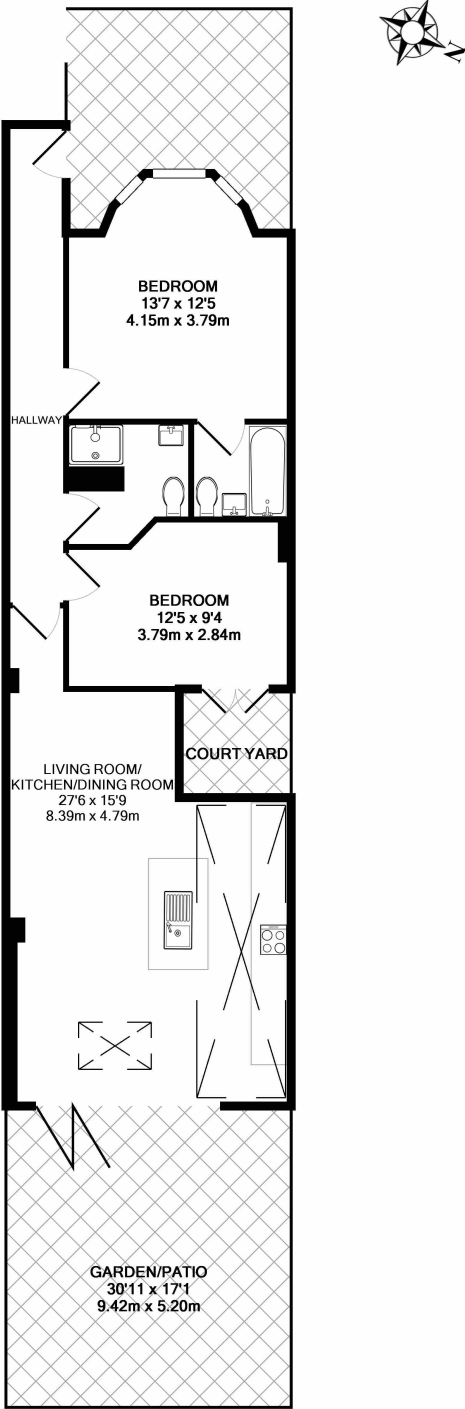 N
BEDROOM
13'7 x 12'5
4.15m x 3.79m
HALLWAY
BEDROOM
12'5 x 9'4
3.79m x 2.84m
COURT YARD
LIVING ROOM/
KITCHEN/DINING ROOM
27'6 x 15'9
8.39m x 4.79m
GARDEN/PATIO
30'11 x 17'1
9.42m x 5.20m